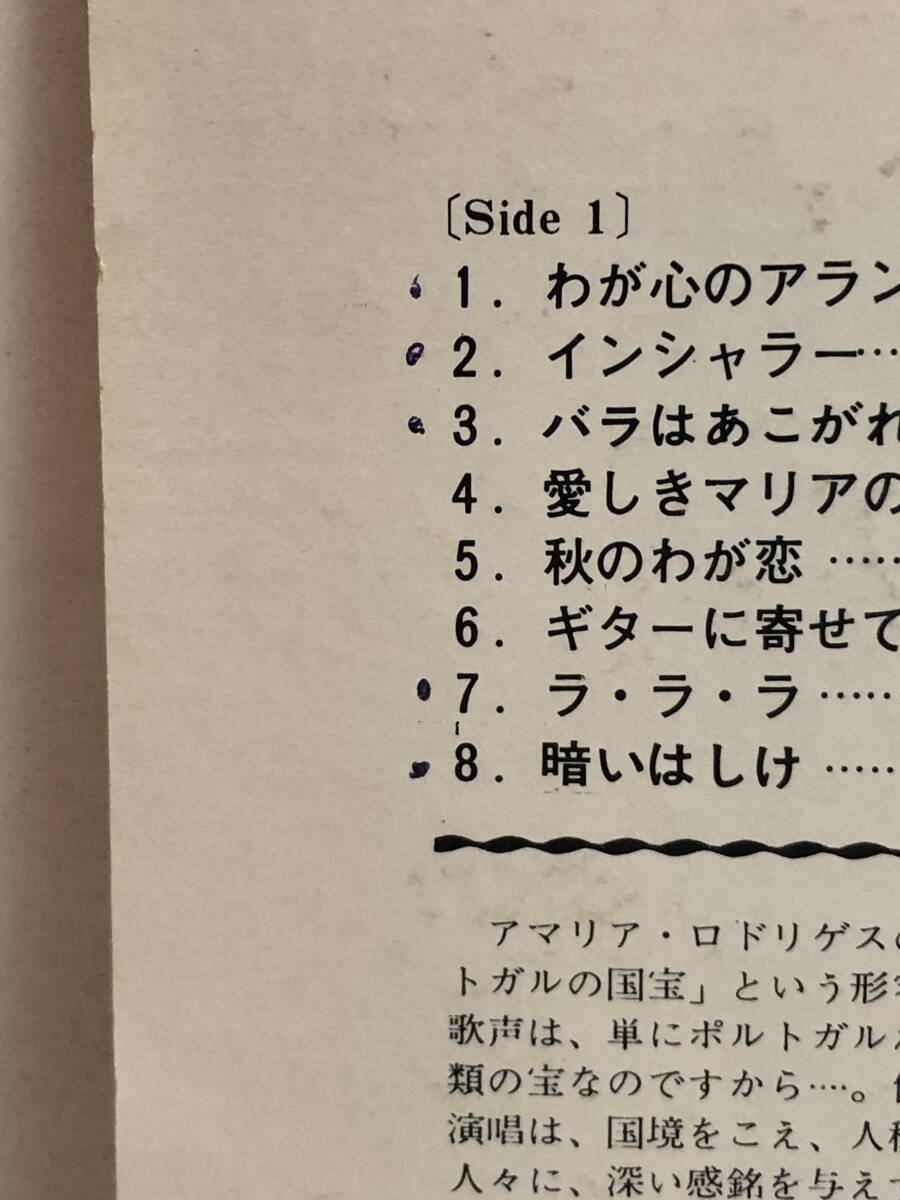 〔Side 1〕
1. わが心のアラン
2. インシャラー……
3. バラはあこがれ
4. 愛しきマリアの
5. 秋のわが恋 ……
6. ギターに寄せて
7. ラ・ラ・ラ ……
8. 暗いはしけ ……
アマリア・ロドリゲスの
トガルの国宝」という形容
歌声は、単にポルトガル
類の宝なのですから‥‥。
演唱は、国境をこえ、人種
人々に、深い感銘を与えて